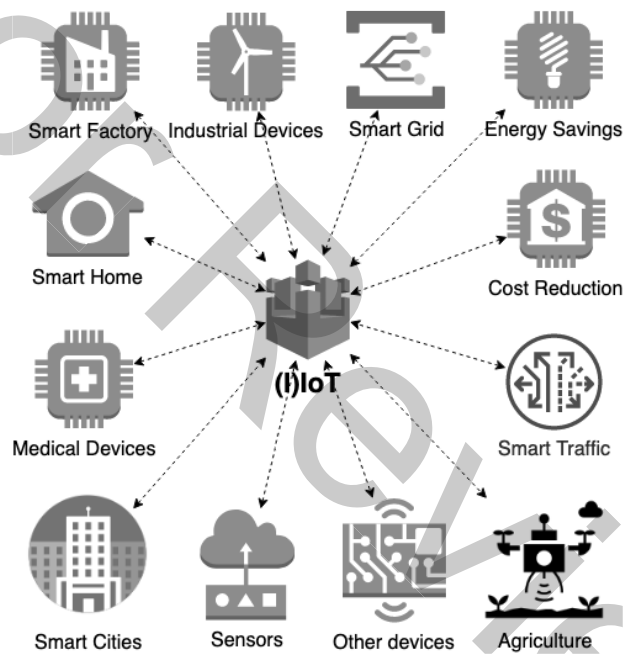 Smart Factory Industrial Devices Smart Grid Energy Savings
Smart Home
Cost Reduction
(I)IoT
Medical Devices
Smart Traffic
Smart Cities Sensors Other devices Agriculture
$